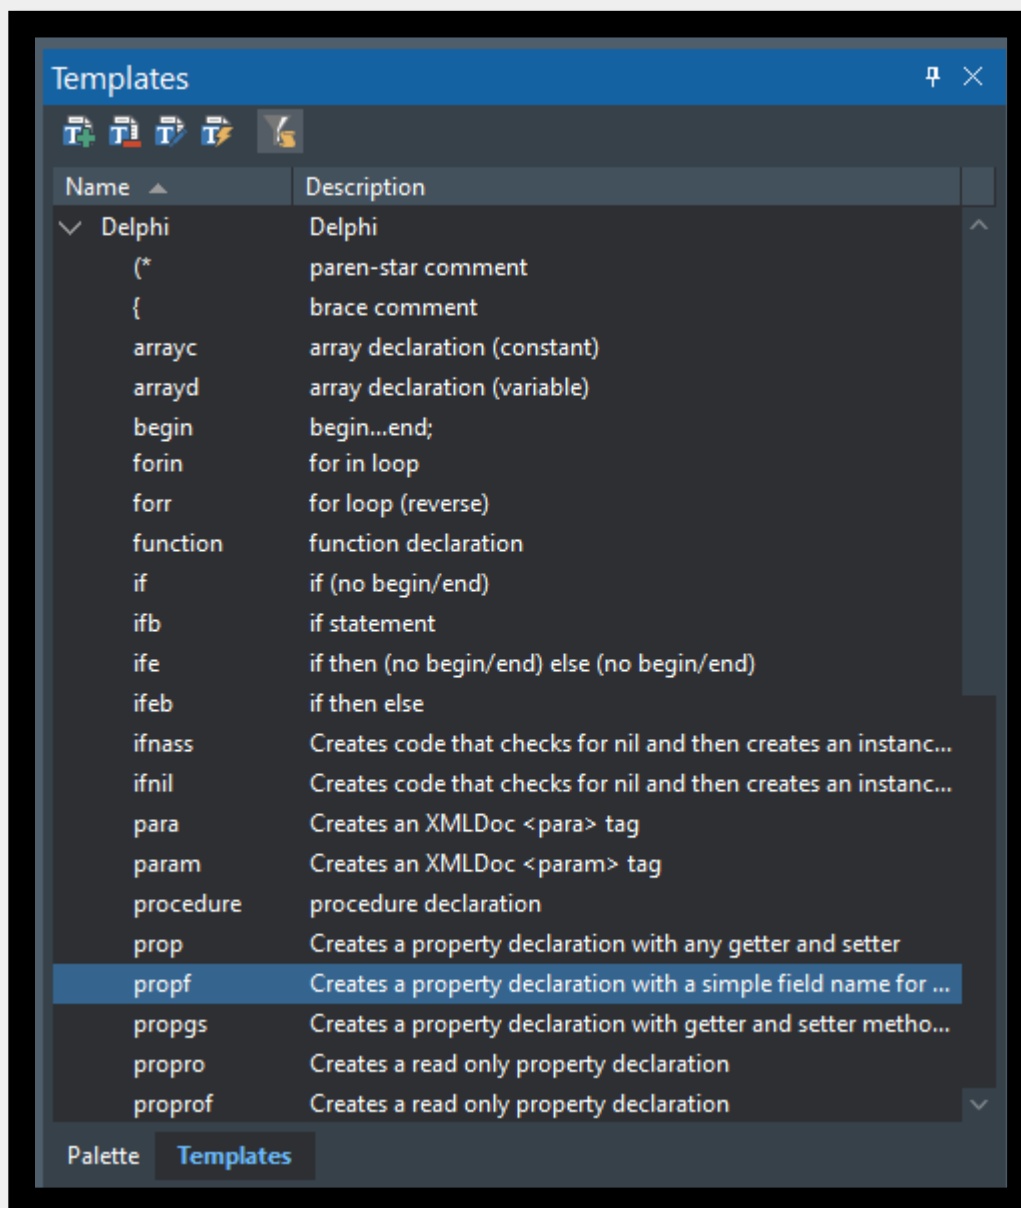 Templates
Name Description
Delphi Delphi
(* paren-star comment
{ brace comment
arrayc array declaration (constant)
arrayd array declaration (variable)
begin begin...end;
forin for in loop
forr for loop (reverse)
function function declaration
if if (no begin/end)
ifb if statement
ife if then (no begin/end) else (no begin/end)
ifeb if then else
ifnass Creates code that checks for nil and then creates an instanc...
ifnil Creates code that checks for nil and then creates an instanc...
para Creates an XMLDoc <para> tag
param Creates an XMLDoc <param> tag
procedure procedure declaration
prop Creates a property declaration with any getter and setter
propf Creates a property declaration with a simple field name for ...
propgs Creates a property declaration with getter and setter metho...
propro Creates a read only property declaration
proprof Creates a read only property declaration
Palette Templates